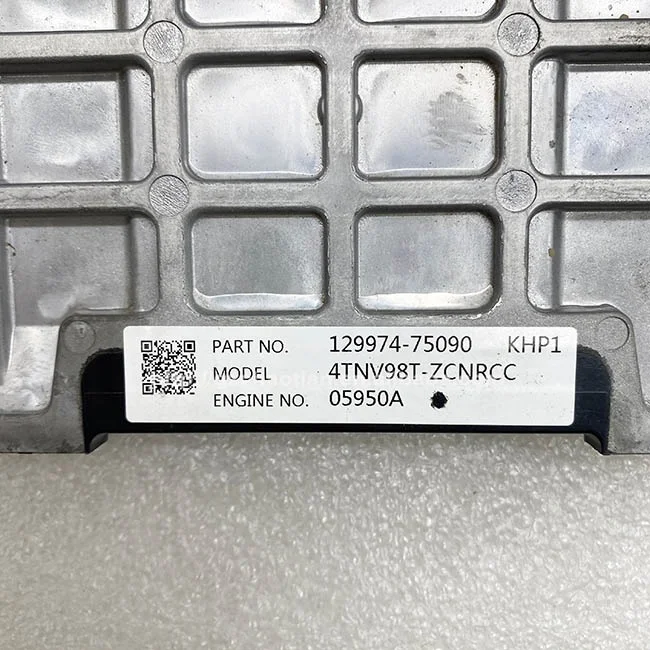 PART NO. 129974-75090 KHP1
MODEL 4TNV98T-ZCNRCC
ENGINE NO. 05950A